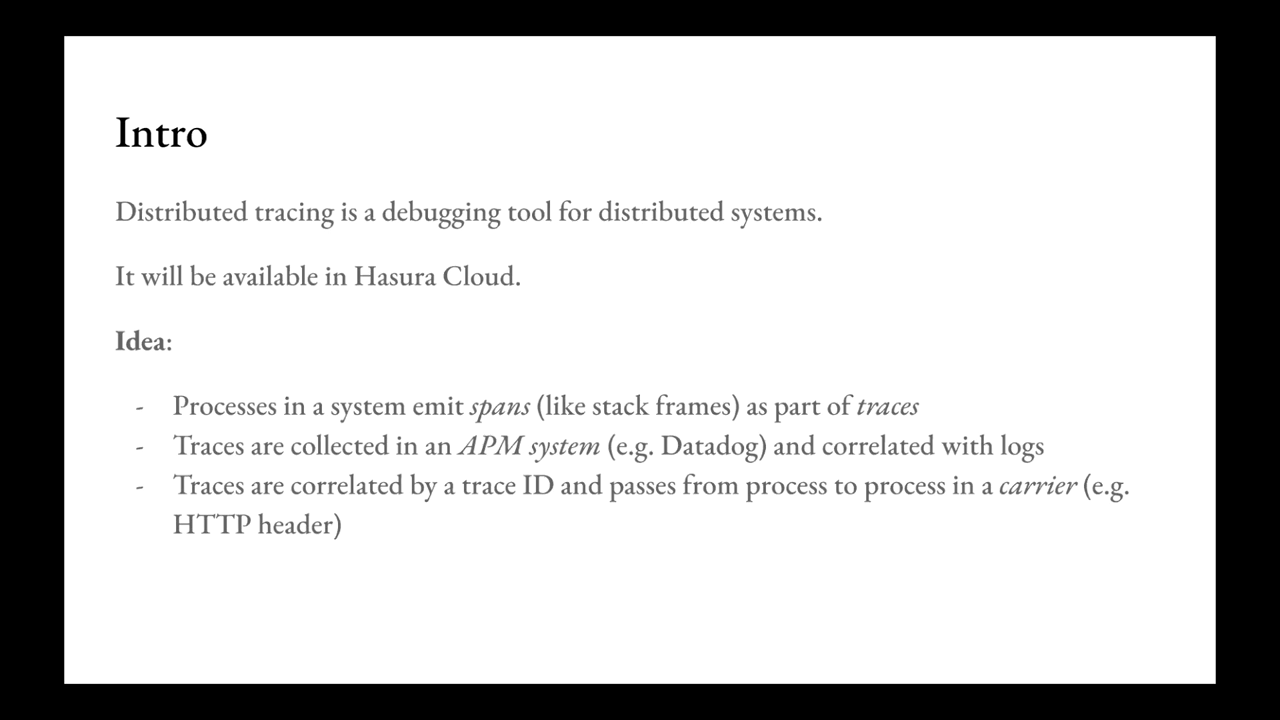 Intro
Distributed tracing is a debugging tool for distributed systems.
It will be available in Hasura Cloud.
Idea:
- Processes in a system emit spans (like stack frames) as part of traces
- Traces are collected in an APM system (e.g. Datadog) and correlated with logs
- Traces are correlated by a trace ID and passes from process to process in a carrier (e.g.
HTTP header)